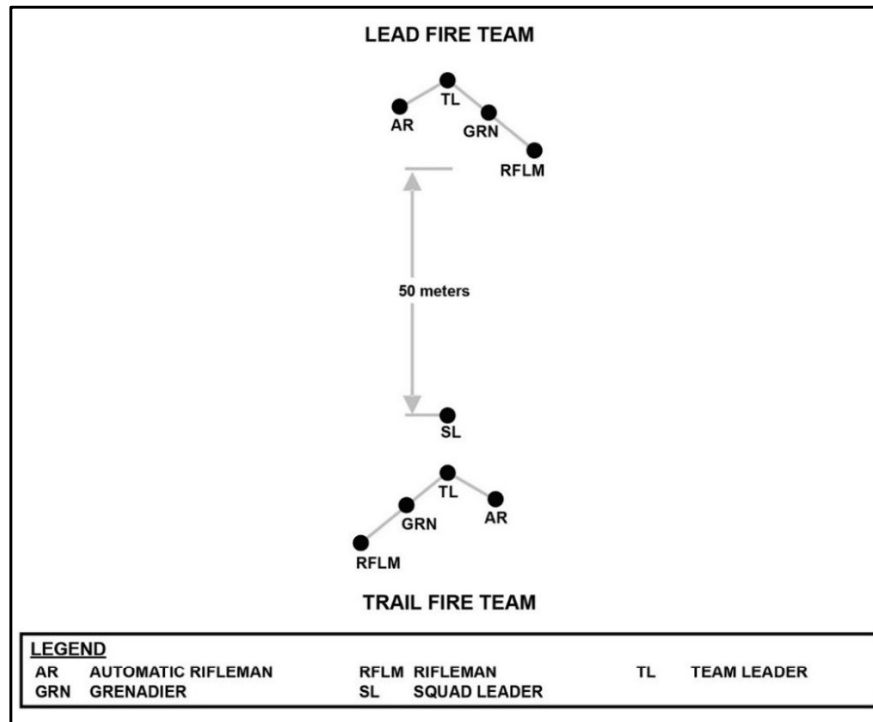 LEAD FIRE TEAM
TL
AR
GRN
RFLM
50 meters
SL
TL
GRN
AR
RFLM
TRAIL FIRE TEAM
LEGEND
AR AUTOMATIC RIFLEMAN RFLM RIFLEMAN TL TEAM LEADER
GRN GRENADIER SL SQUAD LEADER